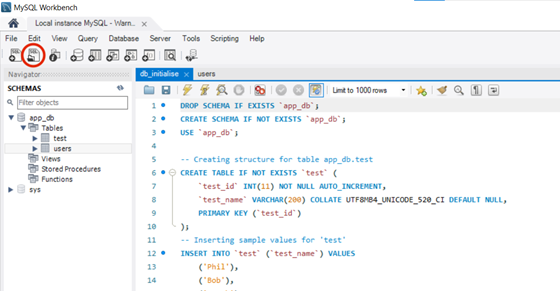 MySQL Workbench
Local instance MySQL - Warn...
File Edit View Query Database Server Tools Scripting Help
Navigator
SCHEMAS
Filter objects
app_db
Tables
test
users
Views
Stored Procedures
Functions
sys
db_initialise users
Limit to 1000 rows
1 DROP SCHEMA IF EXISTS `app_db`;
2 CREATE SCHEMA IF NOT EXISTS `app_db`;
3 USE `app_db`;
4
5 -- Creating structure for table app_db.test
6 CREATE TABLE IF NOT EXISTS `test` (
7 `test_id` INT(11) NOT NULL AUTO_INCREMENT,
8 `test_name` VARCHAR(200) COLLATE UTF8MB4_UNICODE_520_CI DEFAULT NULL,
9 PRIMARY KEY (`test_id`)
10 );
11 -- Inserting sample values for 'test'
12 INSERT INTO `test` (`test_name`) VALUES
13 ('Phil'),
14 ('Bob'),